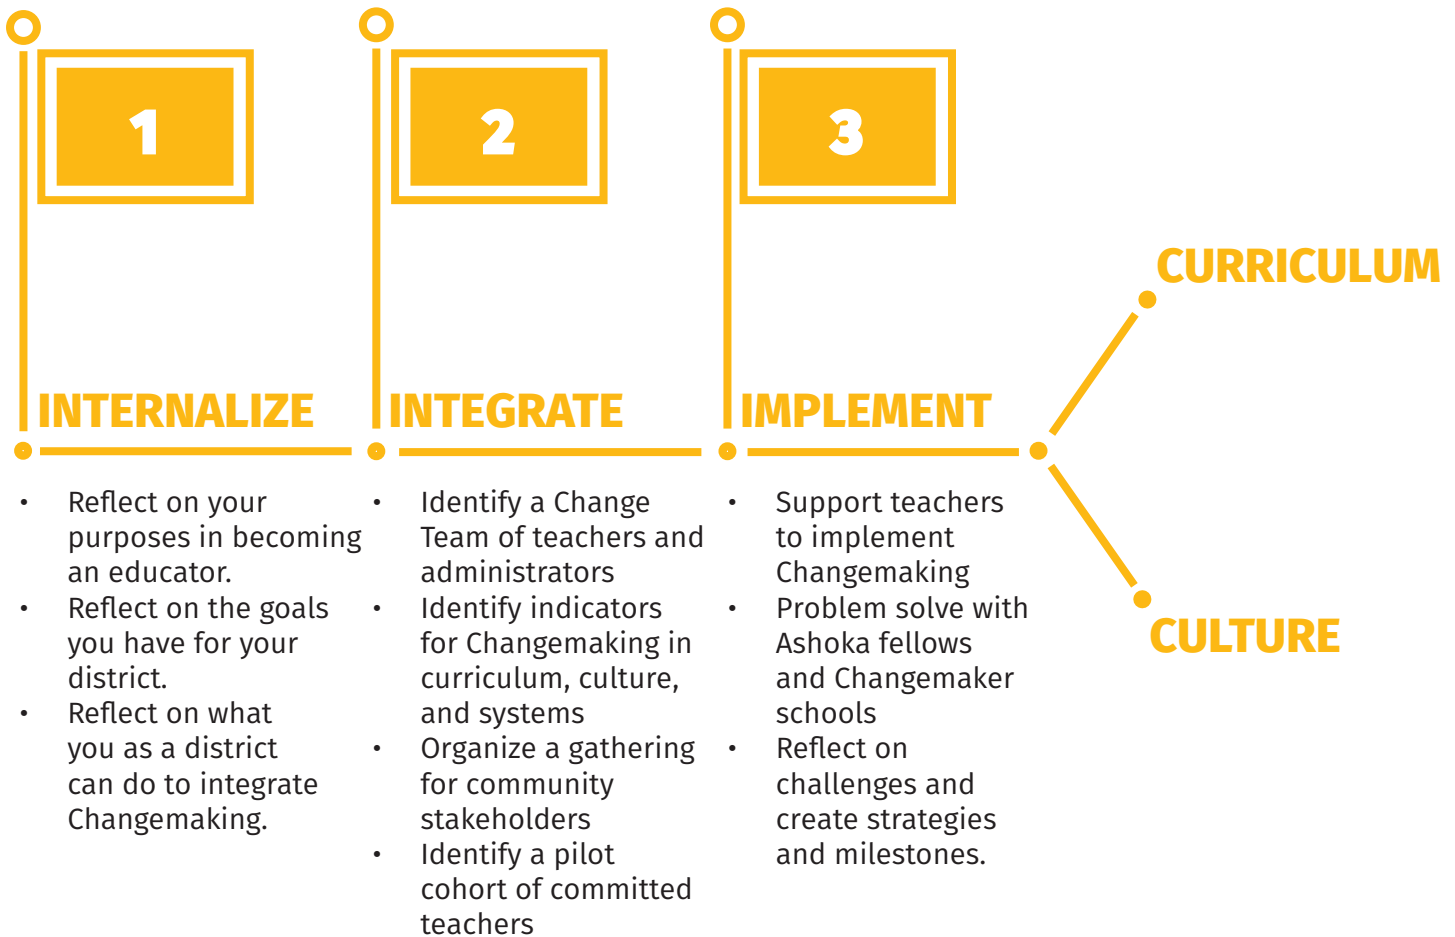 1
INTERNALIZE
• Reflect on your
purposes in becoming
an educator.
• Reflect on the goals
you have for your
district.
• Reflect on what
you as a district
can do to integrate
Changemaking.
2
INTEGRATE
• Identify a Change
Team of teachers and
administrators
• Identify indicators
for Changemaking in
curriculum, culture,
and systems
• Organize a gathering
for community
stakeholders
• Identify a pilot
cohort of committed
teachers
3
IMPLEMENT
• Support teachers
to implement
Changemaking
• Problem solve with
Ashoka fellows
and Changemaker
schools
• Reflect on
challenges and
create strategies
and milestones.
CURRICULUM
CULTURE